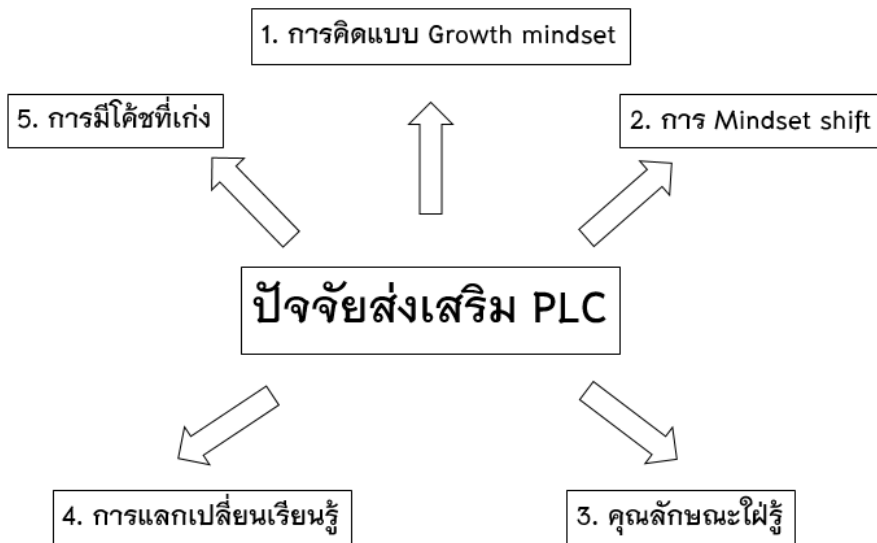 1. การคิดแบบ Growth mindset
5. การมีโค้ชที่เก่ง
2. การ Mindset shift
ปัจจัยส่งเสริม PLC
4. การแลกเปลี่ยนเรียนรู้
3. คุณลักษณะใฝ่รู้